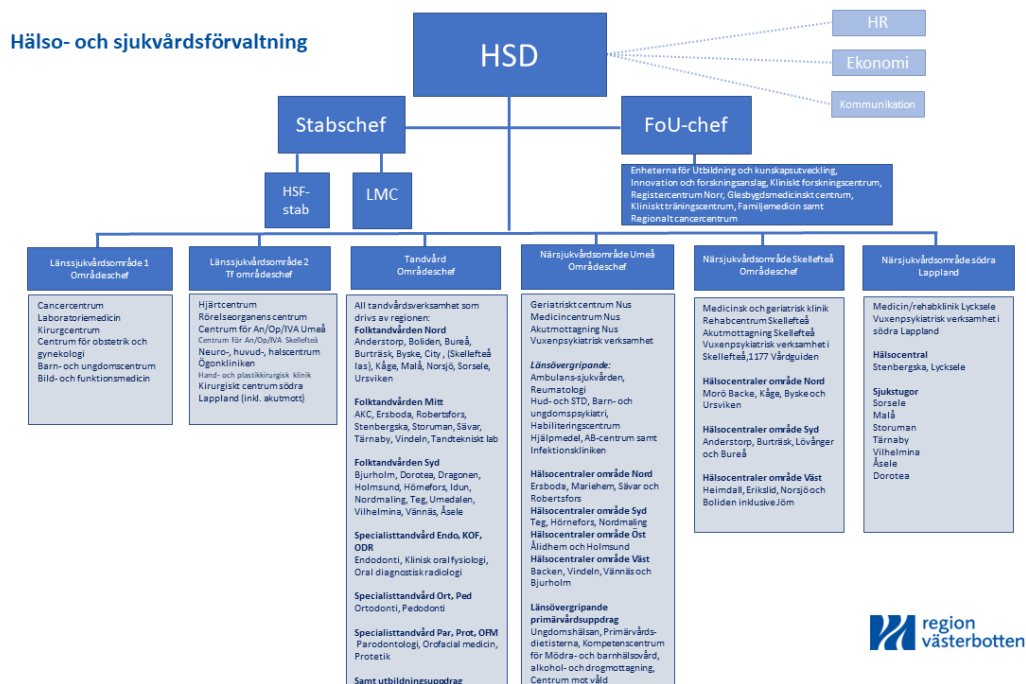 Hälso- och sjukvårdsförvaltning
HSD
HR
Ekonomi
Kommunikation
Stabschef
FoU-chef
HSF-
stab
LMC
Enheterna för Utbildning och kunskapsutveckling,
Innovation och forskningsanslag, Kliniskt forskningscentrum,
Registercentrum Norr, Glesbygdsmedicinskt centrum,
Kliniskt träningscentrum, Familjemedicin samt
Regionalt cancercentrum
Länssjukvårdsområde 1
Områdeschef
Cancercentrum
Laboratoriemedicin
Kirurgcentrum
Centrum för obstetrik och
gynekologi
Barn- och ungdomscentrum
Bild- och funktionsmedicin
Länssjukvårdsområde 2
Tf områdeschef
Hjärtcentrum
Rörelseorganens centrum
Centrum för An/Op/IVA Umeå
Centrum för An/Op/IVA Skellefteå
Neuro-, huvud-, halscentrum
Ögonkliniken
Hand- och plastikkirurgisk klinik
Kirurgiskt centrum södra
Lappland (inkl. akutmott)
Tandvård
Områdeschef
All tandvårdsverksamhet som
drivs av regionen:
Folktandvården Nord
Anderstorp, Boliden, Bureå,
Burträsk, Byske, City , (Skellefteå
las), Kåge, Malå, Norsjö, Sorsele,
Ursviken
Folktandvården Mitt
AKC, Ersboda, Robertsfors,
Stenbergska, Storuman, Sävar,
Tärnaby, Vindeln, Tandtekniskt lab
Folktandvården Syd
Bjurholm, Dorotea, Dragonen,
Holmsund, Hörnefors, Idun,
Nordmaling, Teg, Umedalen,
Vilhelmina, Vännäs, Åsele
Specialisttandvård Endo, KOF,
ODR
Endodonti, Klinisk oral fysiologi,
Oral diagnostisk radiologi
Specialisttandvård Ort, Ped
Ortodonti, Pedodonti
Specialisttandvård Par, Prot, OFM
Parodontologi, Orofacial medicin,
Protetik
Samt utbildningsuppdrag
Närsjukvårdsområde Umeå
Områdeschef
Geriatriskt centrum Nus
Medicincentrum Nus
Akutmottagning Nus
Vuxenpsykiatrisk verksamhet
Länsövergripande:
Ambulans-sjukvården,
Reumatologi
Hud- och STD, Barn- och
ungdomspsykiatri,
Habiliteringscentrum
Hjälpmedel, AB-centrum samt
Infektionskliniken
Hälsocentraler område Nord
Ersboda, Mariehem, Sävar och
Robertsfors
Hälsocentraler område Syd
Teg, Hörnefors, Nordmaling
Hälsocentraler område Öst
Ålidhem och Holmsund
Hälsocentraler område Väst
Backen, Vindeln, Vännäs och
Bjurholm
Länsövergripande
primärvårdsuppdrag
Ungdomshälsan, Primärvårds-
dietisterna, Kompetenscentrum
för Mödra- och barnhälsovård,
alkohol- och drogmottagning,
Centrum mot våld
Närsjukvårdsområde Skellefteå
Områdeschef
Medicinsk och geriatrisk klinik
Rehabcentrum Skellefteå
Akutmottagning Skellefteå
Vuxenpsykiatrisk verksamhet i
Skellefteå,1177 Vårdguiden
Hälsocentraler område Nord
Morö Backe, Kåge, Byske och
Ursviken
Hälsocentraler område Syd
Anderstorp, Burträsk, Lövånger
och Bureå
Hälsocentraler område Väst
Heimdall, Erikslid, Norsjö och
Boliden inklusive Jörn
Närsjukvårdsområde södra
Lappland
Medicin/rehabklinik Lycksele
Vuxenpsykiatrisk verksamhet i
södra Lappland
Hälsocentral
Stenbergska, Lycksele
Sjukstugor
Sorsele
Malå
Storuman
Tärnaby
Vilhelmina
Åsele
Dorotea
region
västerbotten